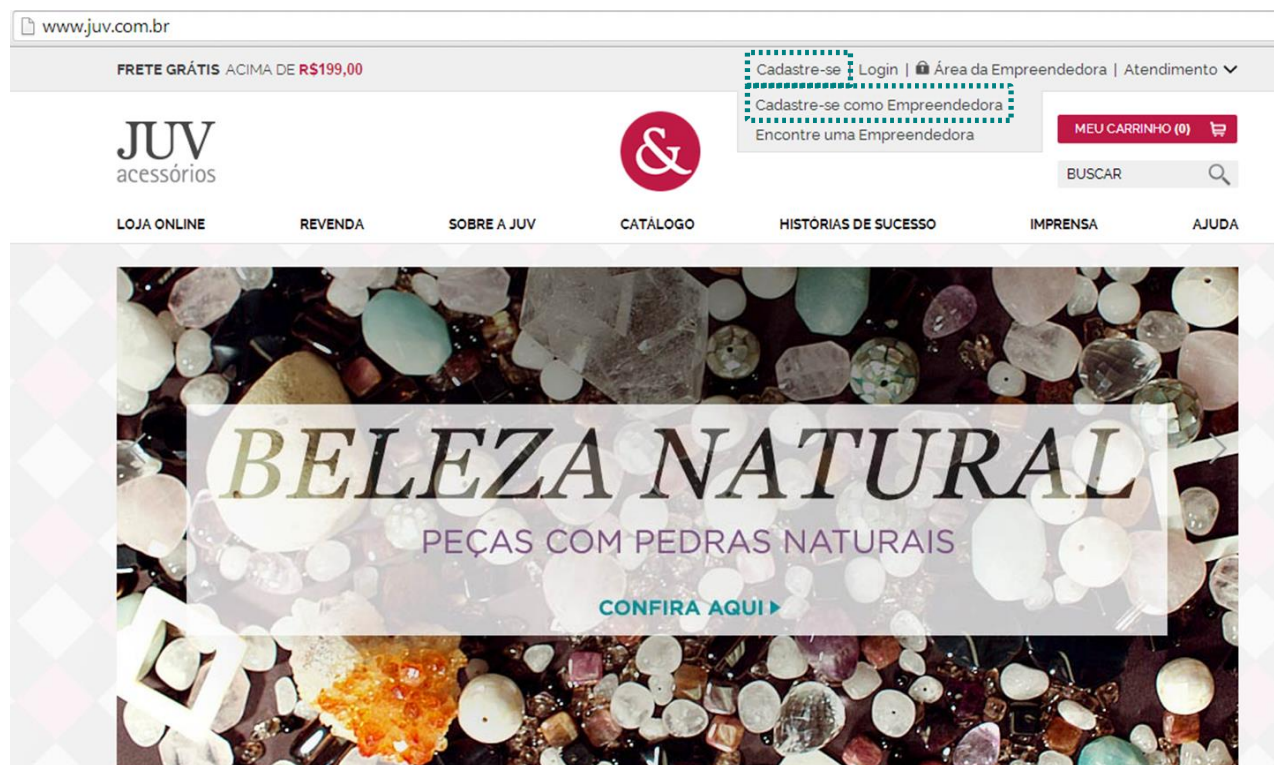 www.juv.com.br
FRETE GRÁTIS ACIMA DE R$199,00
Cadastre-se | Login | Área da Empreendedora | Atendimento
Cadastre-se como Empreendedora
Encontre uma Empreendedora
JUV
acessórios
&
MEU CARRINHO (0)
BUSCAR
LOJA ONLINE REVENDA SOBRE A JUV CATÁLOGO HISTÓRIAS DE SUCESSO IMPRENSA AJUDA
BELEZA NATURAL
PEÇAS COM PEDRAS NATURAIS
CONFIRA AQUI